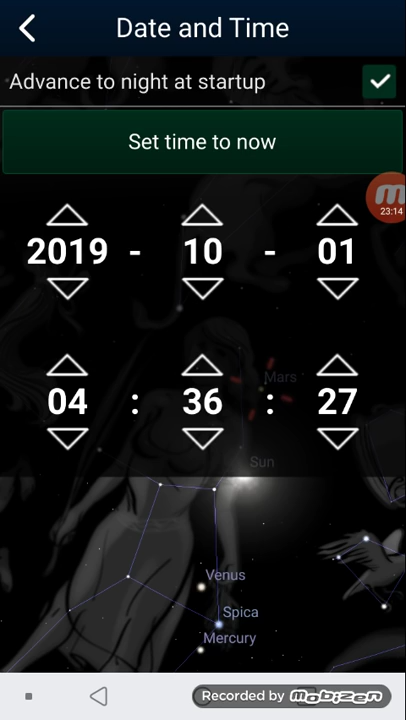 Date and Time
Advance to night at startup
Set time to now
23:14
2019 - 10 - 01
04 : 36 : 27
Mars
Sun
Venus
Spica
Mercury
Recorded by mobizen